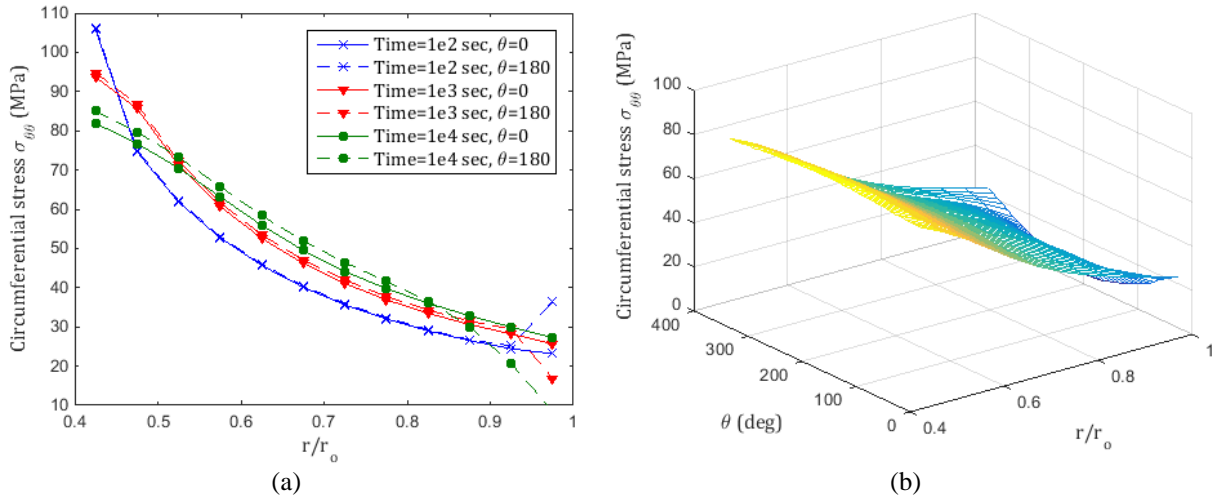 110
100
90
80
70
60
50
40
30
20
10
0.4
0.5
0.6
0.7
0.8
0.9
1
Circumferential stress σθθ (MPa)
r/ro
Time=1e2 sec, θ=0
Time=1e2 sec, θ=180
Time=1e3 sec, θ=0
Time=1e3 sec, θ=180
Time=1e4 sec, θ=0
Time=1e4 sec, θ=180
(a)
100
80
60
40
20
0
Circumferential stress σθθ (MPa)
400
300
200
100
0
θ (deg)
0.4
0.6
0.8
1
r/ro
(b)